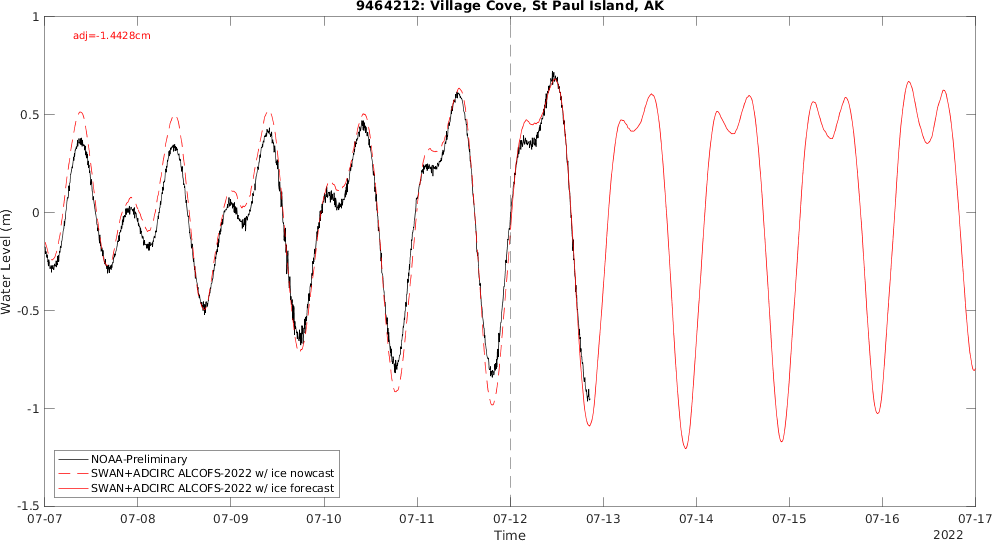 9464212: Village Cove, St Paul Island, AK
adj=-1.4428cm
1
0.5
0
-0.5
-1
-1.5
Water Level (m)
NOAA-Preliminary
SWAN+ADCIRC ALCOFS-2022 w/ ice nowcast
SWAN+ADCIRC ALCOFS-2022 w/ ice forecast
07-07 07-08 07-09 07-10 07-11 07-12 07-13 07-14 07-15 07-16 07-17
Time
2022